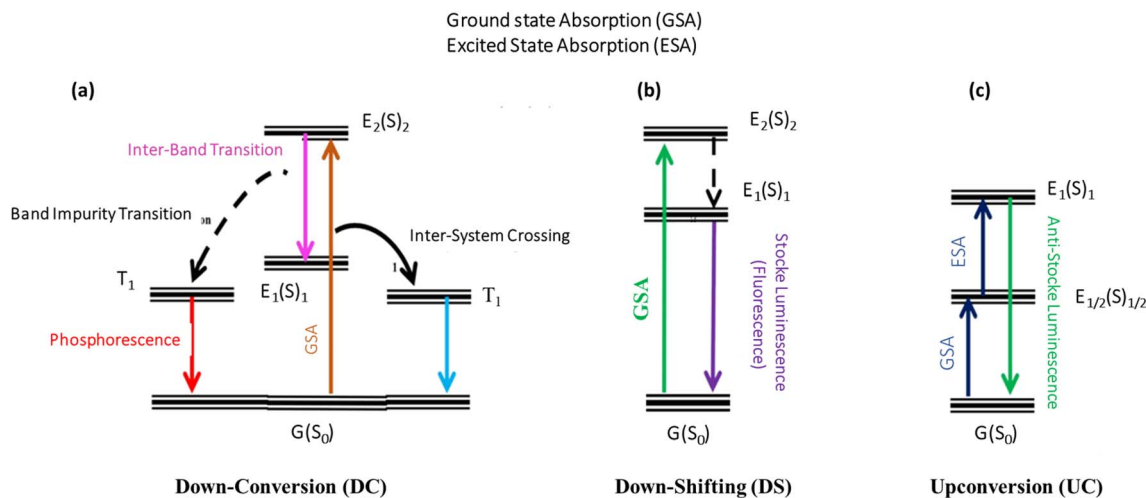 Ground state Absorption (GSA)
Excited State Absorption (ESA)
(a)
E₂(S)₂
Inter-Band Transition
Band Impurity Transition
on
Inter-System Crossing
1
T₁
E₁(S)₁
T₁
Phosphorescence
GSA
G(S₀)
Down-Conversion (DC)
(b)
E₂(S)₂
E₁(S)₁
GSA
Stocke Luminescence
(Fluorescence)
G(S₀)
Down-Shifting (DS)
(c)
E₁(S)₁
ESA
Anti-Stocke Luminescence
E₁/₂(S)₁/₂
GSA
G(S₀)
Upconversion (UC)